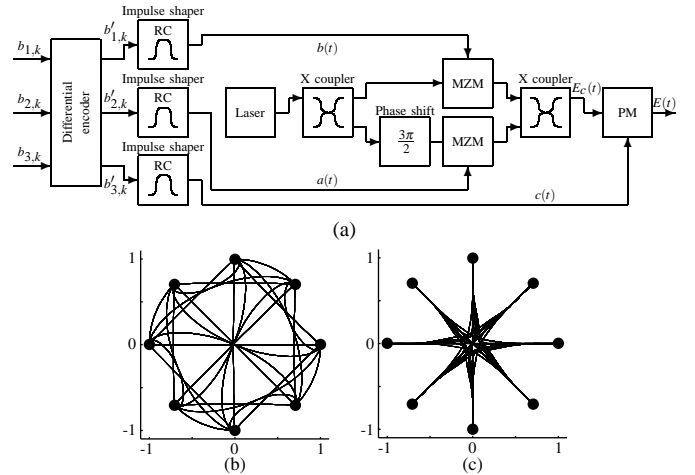 Impulse shaper
RC
b(t)
b′1,k
b1,k
Differential
encoder
Impulse shaper
RC
b′2,k
b2,k
a(t)
Impulse shaper
RC
b′3,k
b3,k
c(t)
Laser
X coupler
Phase shift
3π
2
MZM
MZM
X coupler
Ec(t)
PM
E(t)
(a)
1
0
-1
-1
0
1
(b)
1
0
-1
-1
0
1
(c)